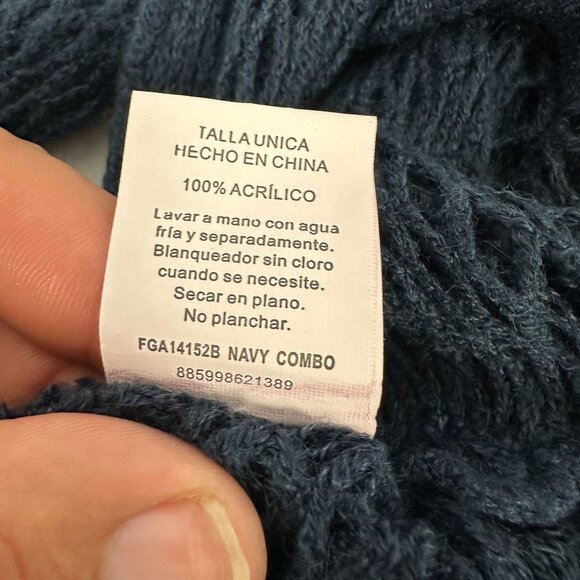 TALLA UNICA
HECHO EN CHINA
100% ACRÍLICO
Lavar a mano con agua
fría y separadamente.
Blanqueador sin cloro
cuando se necesite.
Secar en plano.
No planchar.
FGA14152B NAVY COMBO
885998621389